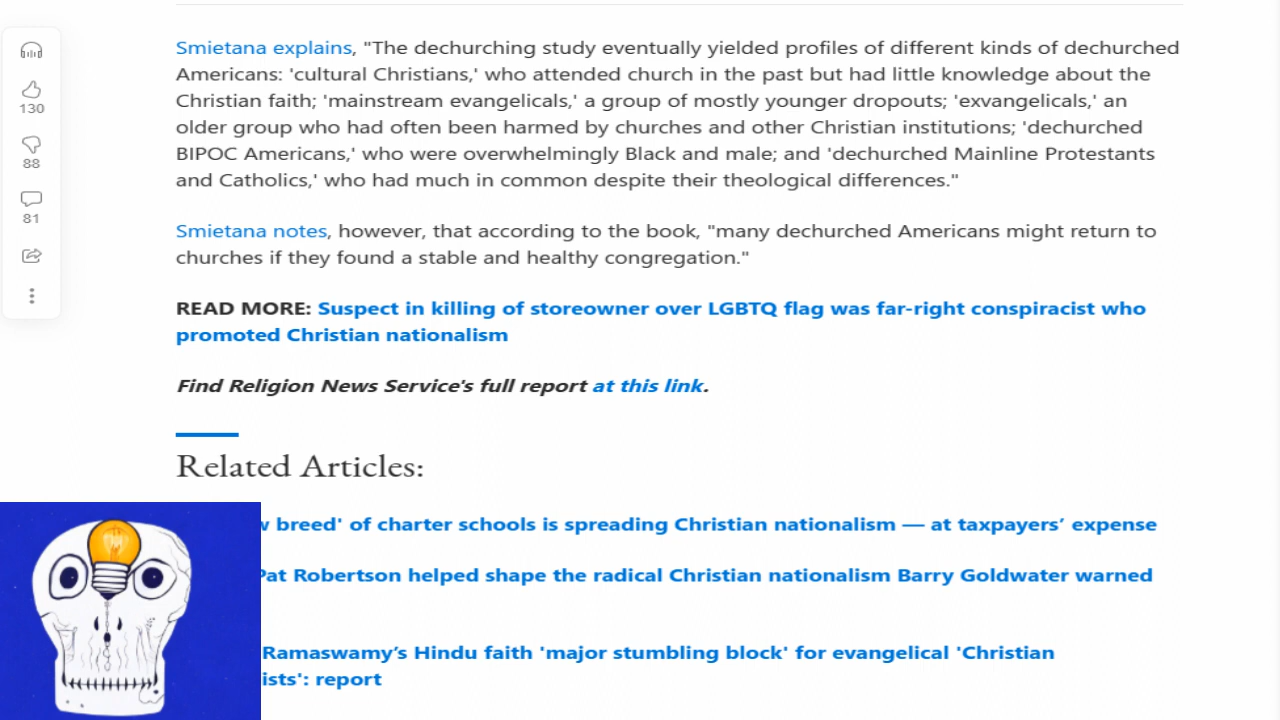 Smietana explains, "The dechurching study eventually yielded profiles of different kinds of dechurched
Americans: 'cultural Christians,' who attended church in the past but had little knowledge about the
Christian faith; 'mainstream evangelicals,' a group of mostly younger dropouts; 'exvangelicals,' an
older group who had often been harmed by churches and other Christian institutions; 'dechurched
BIPOC Americans,' who were overwhelmingly Black and male; and 'dechurched Mainline Protestants
and Catholics,' who had much in common despite their theological differences."
Smietana notes, however, that according to the book, "many dechurched Americans might return to
churches if they found a stable and healthy congregation."
READ MORE: Suspect in killing of storeowner over LGBTQ flag was far-right conspiracist who
promoted Christian nationalism
Find Religion News Service's full report at this link.
Related Articles:
breed' of charter schools is spreading Christian nationalism — at taxpayers’ expense
Pat Robertson helped shape the radical Christian nationalism Barry Goldwater warned
Ramaswamy’s Hindu faith 'major stumbling block' for evangelical 'Christian
ists': report
130
88
81